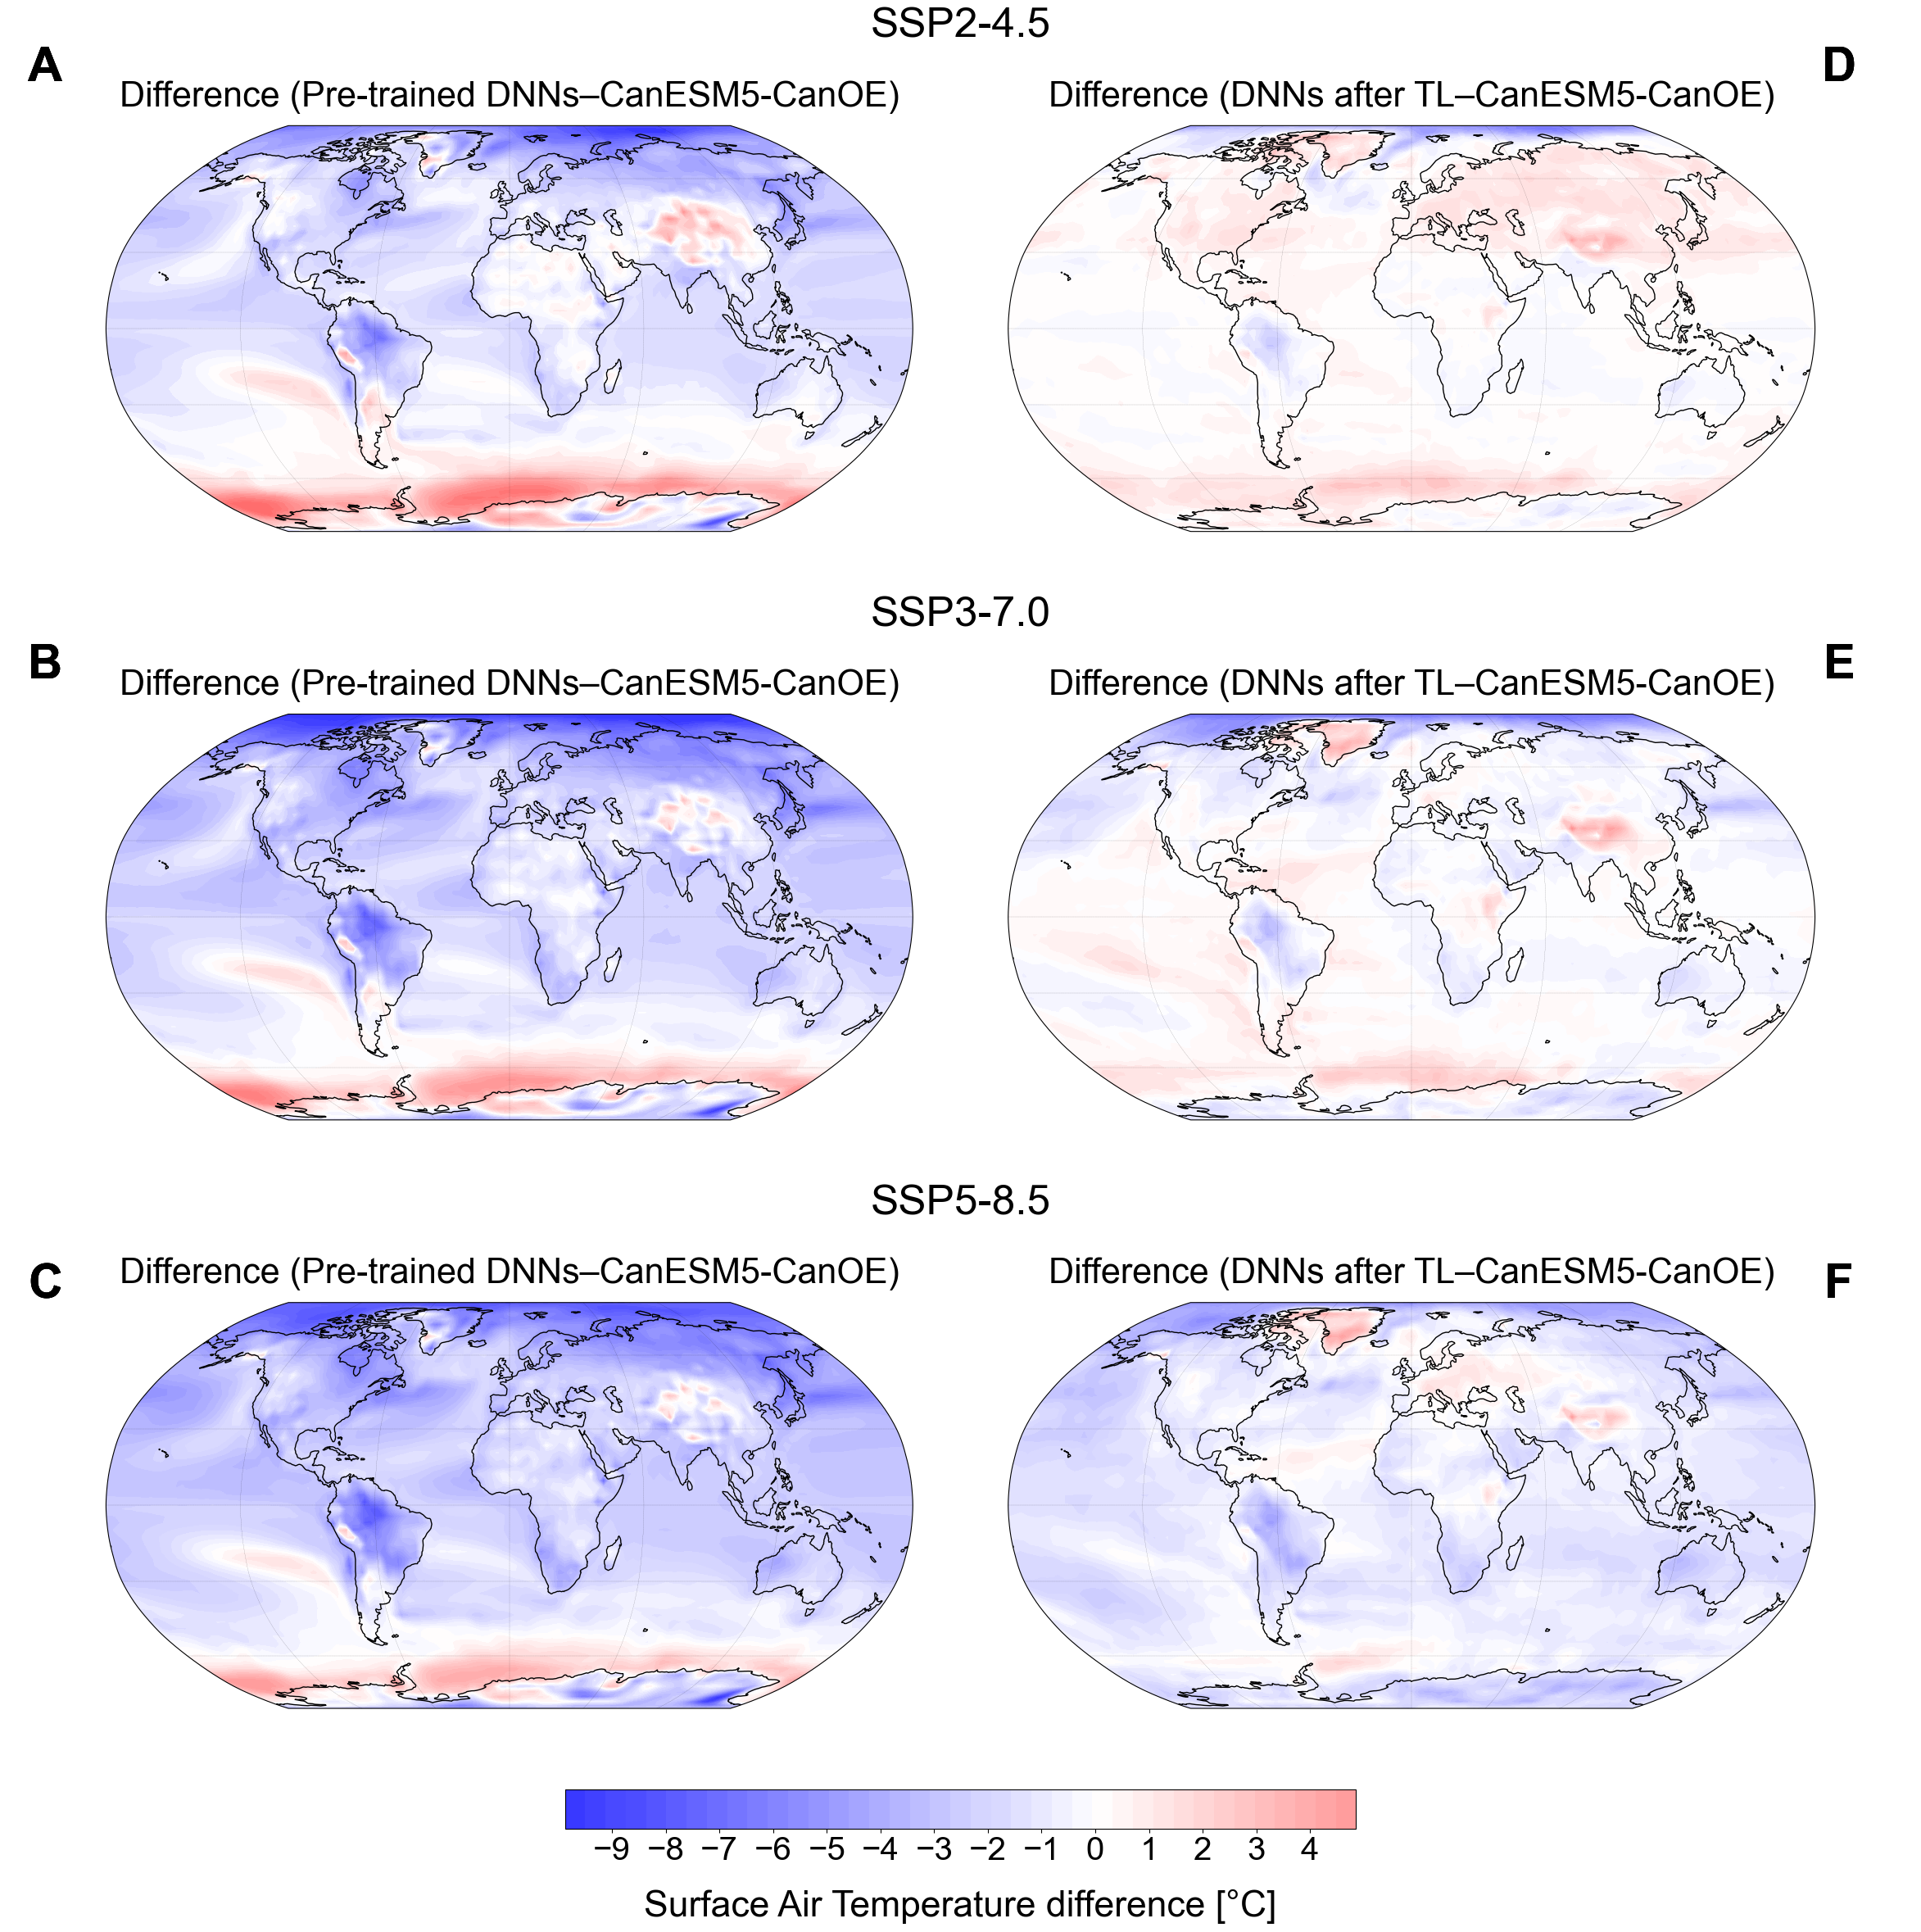 SSP2-4.5
A
D
Difference (Pre-trained DNNs–CanESM5-CanOE)
Difference (DNNs after TL–CanESM5-CanOE)
SSP3-7.0
B
E
Difference (Pre-trained DNNs–CanESM5-CanOE)
Difference (DNNs after TL–CanESM5-CanOE)
SSP5-8.5
C
F
Difference (Pre-trained DNNs–CanESM5-CanOE)
Difference (DNNs after TL–CanESM5-CanOE)
−9 −8 −7 −6 −5 −4 −3 −2 −1 0 1 2 3 4
Surface Air Temperature difference [°C]